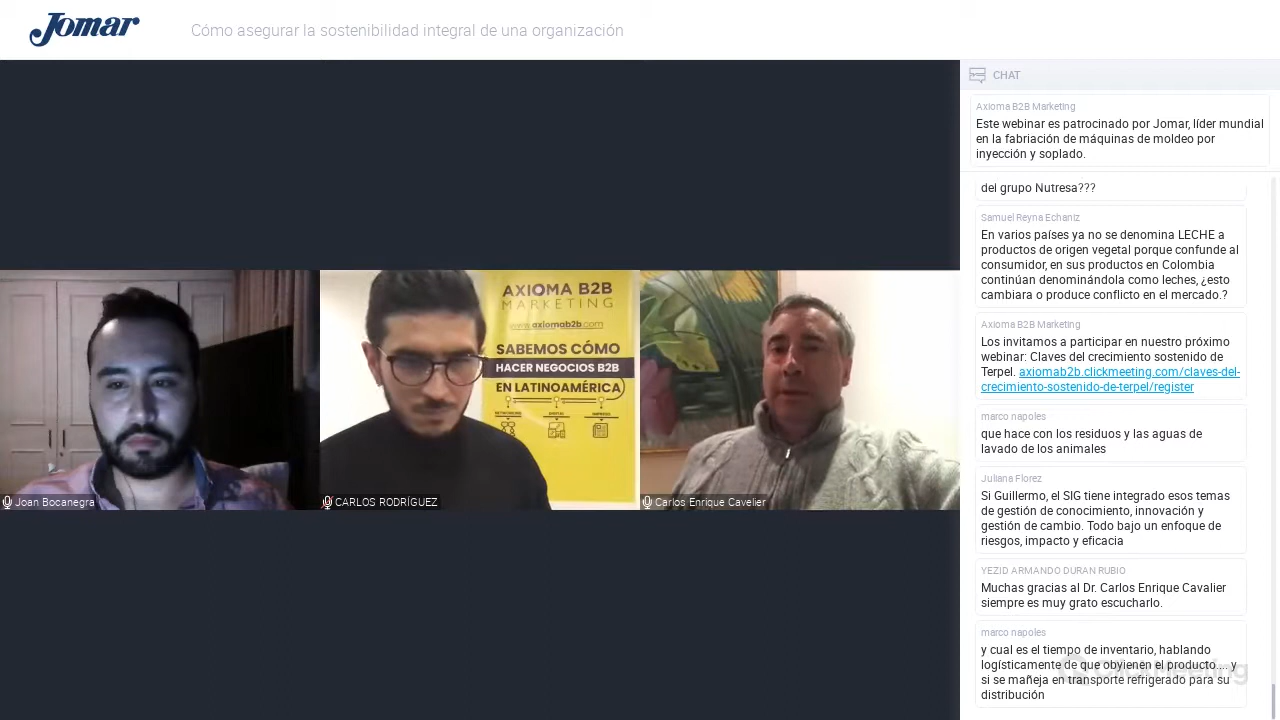 Jomar
Cómo asegurar la sostenibilidad integral de una organización
AXIOMA B2B
MARKETING
www.axiomab2b.com
SABEMOS CÓMO
HACER NEGOCIOS B2B
EN LATINOAMÉRICA
Joan Bocanegra
CARLOS RODRÍGUEZ
Carlos Enrique Cavelier
CHAT
Axioma B2B Marketing
Este webinar es patrocinado por Jomar, líder mundial
en la fabriación de máquinas de moldeo por
inyección y soplado.
del grupo Nutresa???
Samuel Reyna Echaniz
En varios países ya no se denomina LECHE a
productos de origen vegetal porque confunde al
consumidor, en sus productos en Colombia
continúan denominándola como leches, ¿esto
cambiara o produce conflicto en el mercado.?
Axioma B2B Marketing
Los invitamos a participar en nuestro próximo
webinar: Claves del crecimiento sostenido de
Terpel. axiomab2b.clickmeeting.com/claves-del-
crecimiento-sostenido-de-terpel/register
marco napoles
que hace con los residuos y las aguas de
lavado de los animales
Juliana Florez
Si Guillermo, el SIG tiene integrado esos temas
de gestión de conocimiento, innovación y
gestión de cambio. Todo bajo un enfoque de
riesgos, impacto y eficacia
YEZID ARMANDO DURAN RUBIO
Muchas gracias al Dr. Carlos Enrique Cavalier
siempre es muy grato escucharlo.
marco napoles
y cual es el tiempo de inventario, hablando
logísticamente de que obyienen el producto.... y
si se mañeja en transporte refrigerado para su
distribución
ClickMeeting